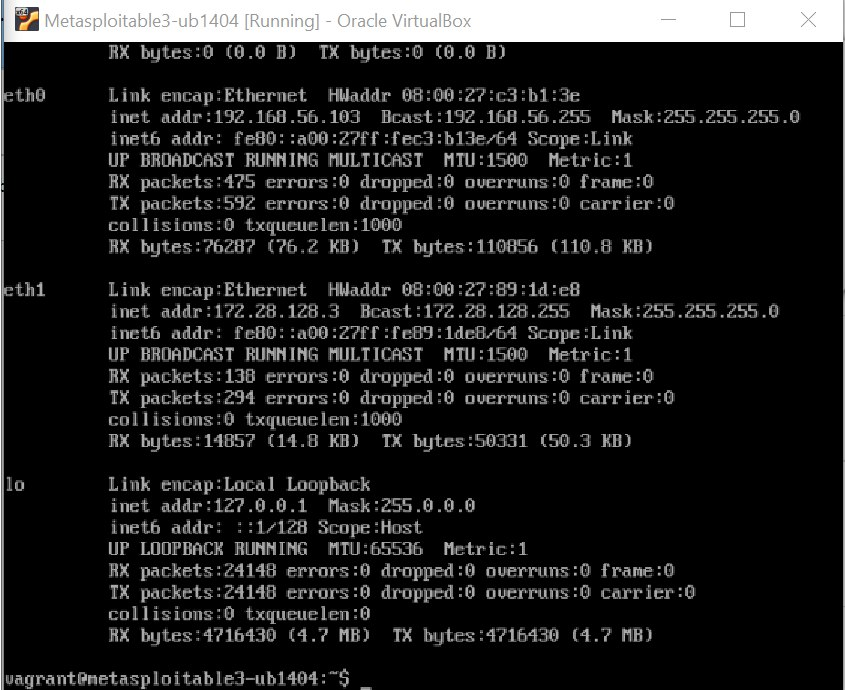 Metasploitable3-ub1404 [Running] - Oracle VirtualBox
RX bytes:0 (0.0 B)  TX bytes:0 (0.0 B)
eth0      Link encap:Ethernet  HWaddr 08:00:27:c3:b1:3e
inet addr:192.168.56.103  Bcast:192.168.56.255  Mask:255.255.255.0
inet6 addr: fe80::a00:27ff:fec3:b13e/64 Scope:Link
UP BROADCAST RUNNING MULTICAST  MTU:1500  Metric:1
RX packets:475 errors:0 dropped:0 overruns:0 frame:0
TX packets:592 errors:0 dropped:0 overruns:0 carrier:0
collisions:0 txqueuelen:1000
RX bytes:76287 (76.2 KB)  TX bytes:110856 (110.8 KB)
eth1      Link encap:Ethernet  HWaddr 08:00:27:89:1d:e8
inet addr:172.28.128.3  Bcast:172.28.128.255  Mask:255.255.255.0
inet6 addr: fe80::a00:27ff:fe89:1de8/64 Scope:Link
UP BROADCAST RUNNING MULTICAST  MTU:1500  Metric:1
RX packets:138 errors:0 dropped:0 overruns:0 frame:0
TX packets:294 errors:0 dropped:0 overruns:0 carrier:0
collisions:0 txqueuelen:1000
RX bytes:14857 (14.8 KB)  TX bytes:50331 (50.3 KB)
lo        Link encap:Local Loopback
inet addr:127.0.0.1  Mask:255.0.0.0
inet6 addr: ::1/128 Scope:Host
UP LOOPBACK RUNNING  MTU:65536  Metric:1
RX packets:24148 errors:0 dropped:0 overruns:0 frame:0
TX packets:24148 errors:0 dropped:0 overruns:0 carrier:0
collisions:0 txqueuelen:0
RX bytes:4716430 (4.7 MB)  TX bytes:4716430 (4.7 MB)
vagrant@metasploitable3-ub1404:~$ _